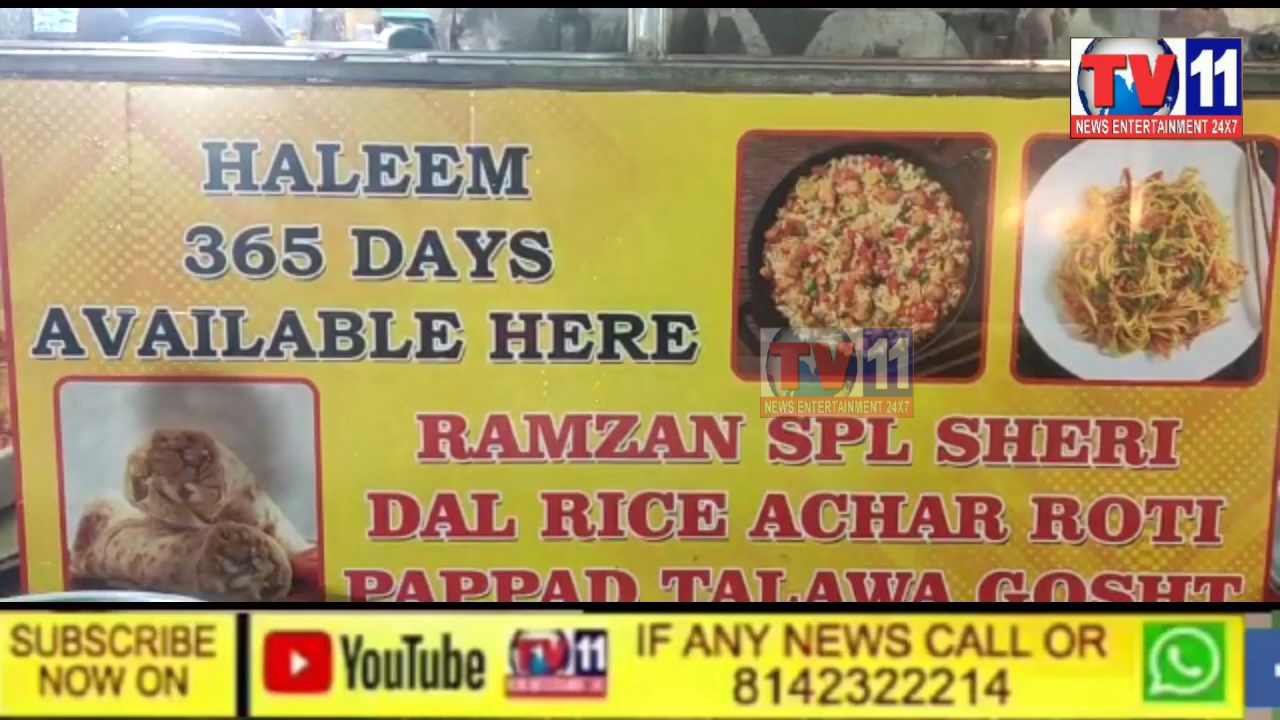 TV 11
NEWS ENTERTAINMENT 24X7
HALEEM
365 DAYS
AVAILABLE HERE
TV 11
NEWS ENTERTAINMENT 24X7
RAMZAN SPL SHERI
DAL RICE ACHAR ROTI
PAPPAD TALAWA GOSHT
SUBSCRIBE
NOW ON
YouTube
TV 11
IF ANY NEWS CALL OR
8142322214